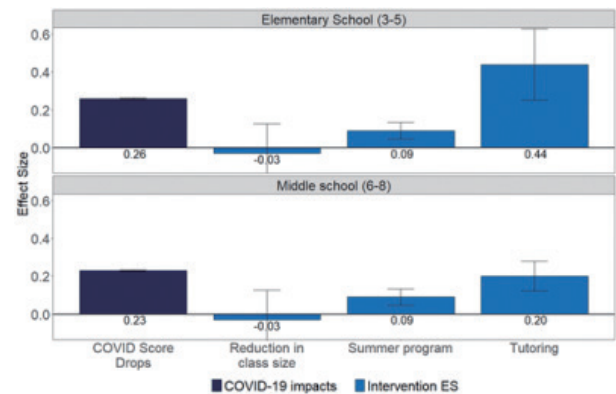 Elementary School (3-5)
0.6
0.4
0.2
0.0
0.26
-0.03
0.09
0.44
Effect Size
Middle school (6-8)
0.6
0.4
0.2
0.0
0.23
-0.03
0.09
0.20
COVID Score
Drops
Reduction in
class size
Summer program
Tutoring
COVID-19 impacts
Intervention ES